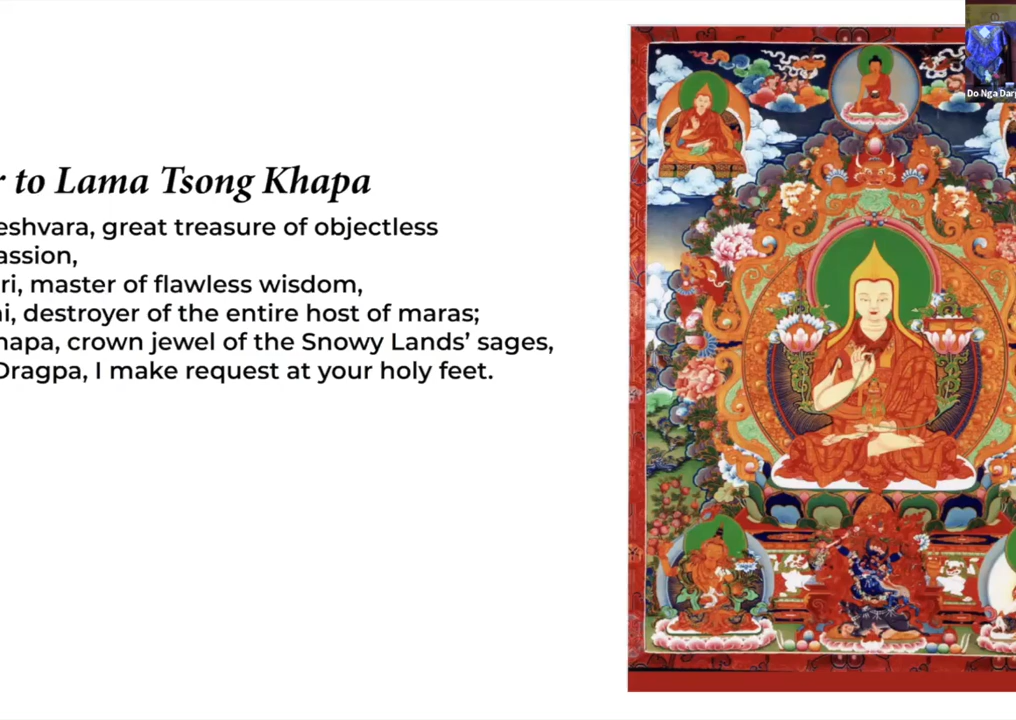 r to Lama Tsong Khapa
eshvara, great treasure of objectless
assion,
ri, master of flawless wisdom,
ni, destroyer of the entire host of maras;
hapa, crown jewel of the Snowy Lands’ sages,
Dragpa, I make request at your holy feet.
Do Nga Darg